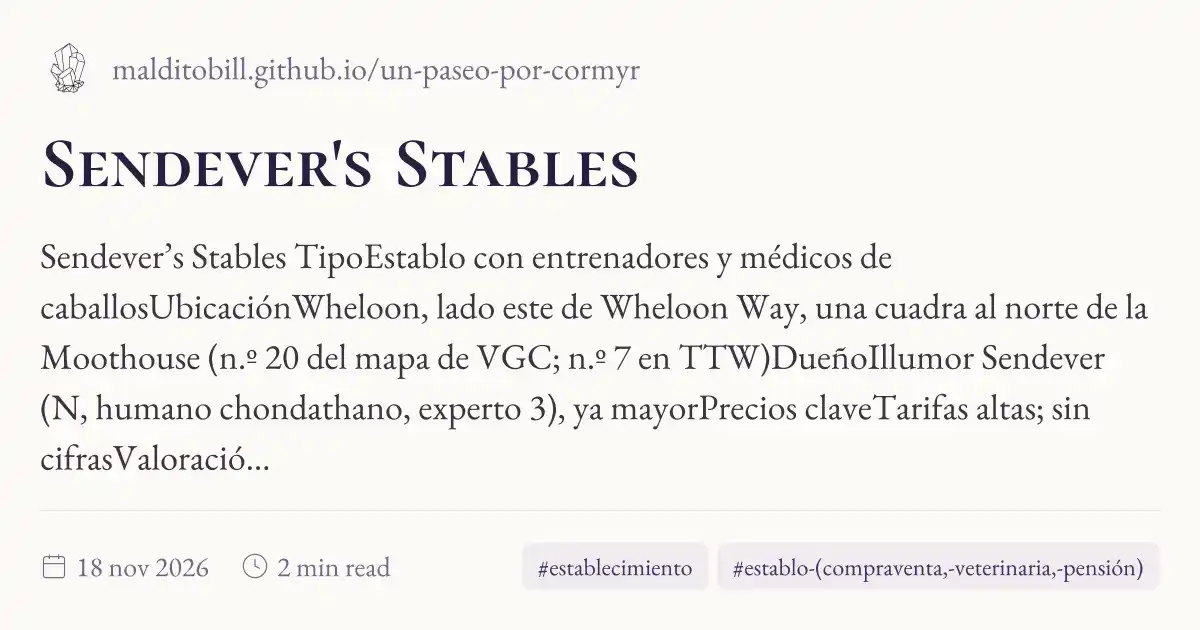 malditobill.github.io/un-paseo-por-cormyr
Sendever's Stables
Sendever’s Stables TipoEstablo con entrenadores y médicos de
caballosUbicaciónWheloon, lado este de Wheloon Way, una cuadra al norte de la
Moothouse (n.º 20 del mapa de VGC; n.º 7 en TTW)DueñoIllumor Sendever
(N, humano chondathano, experto 3), ya mayorPrecios claveTarifas altas; sin
cifrasValoració...
18 nov 2026 2 min read #establecimiento #establo-(compraventa,-veterinaria,-pensión)